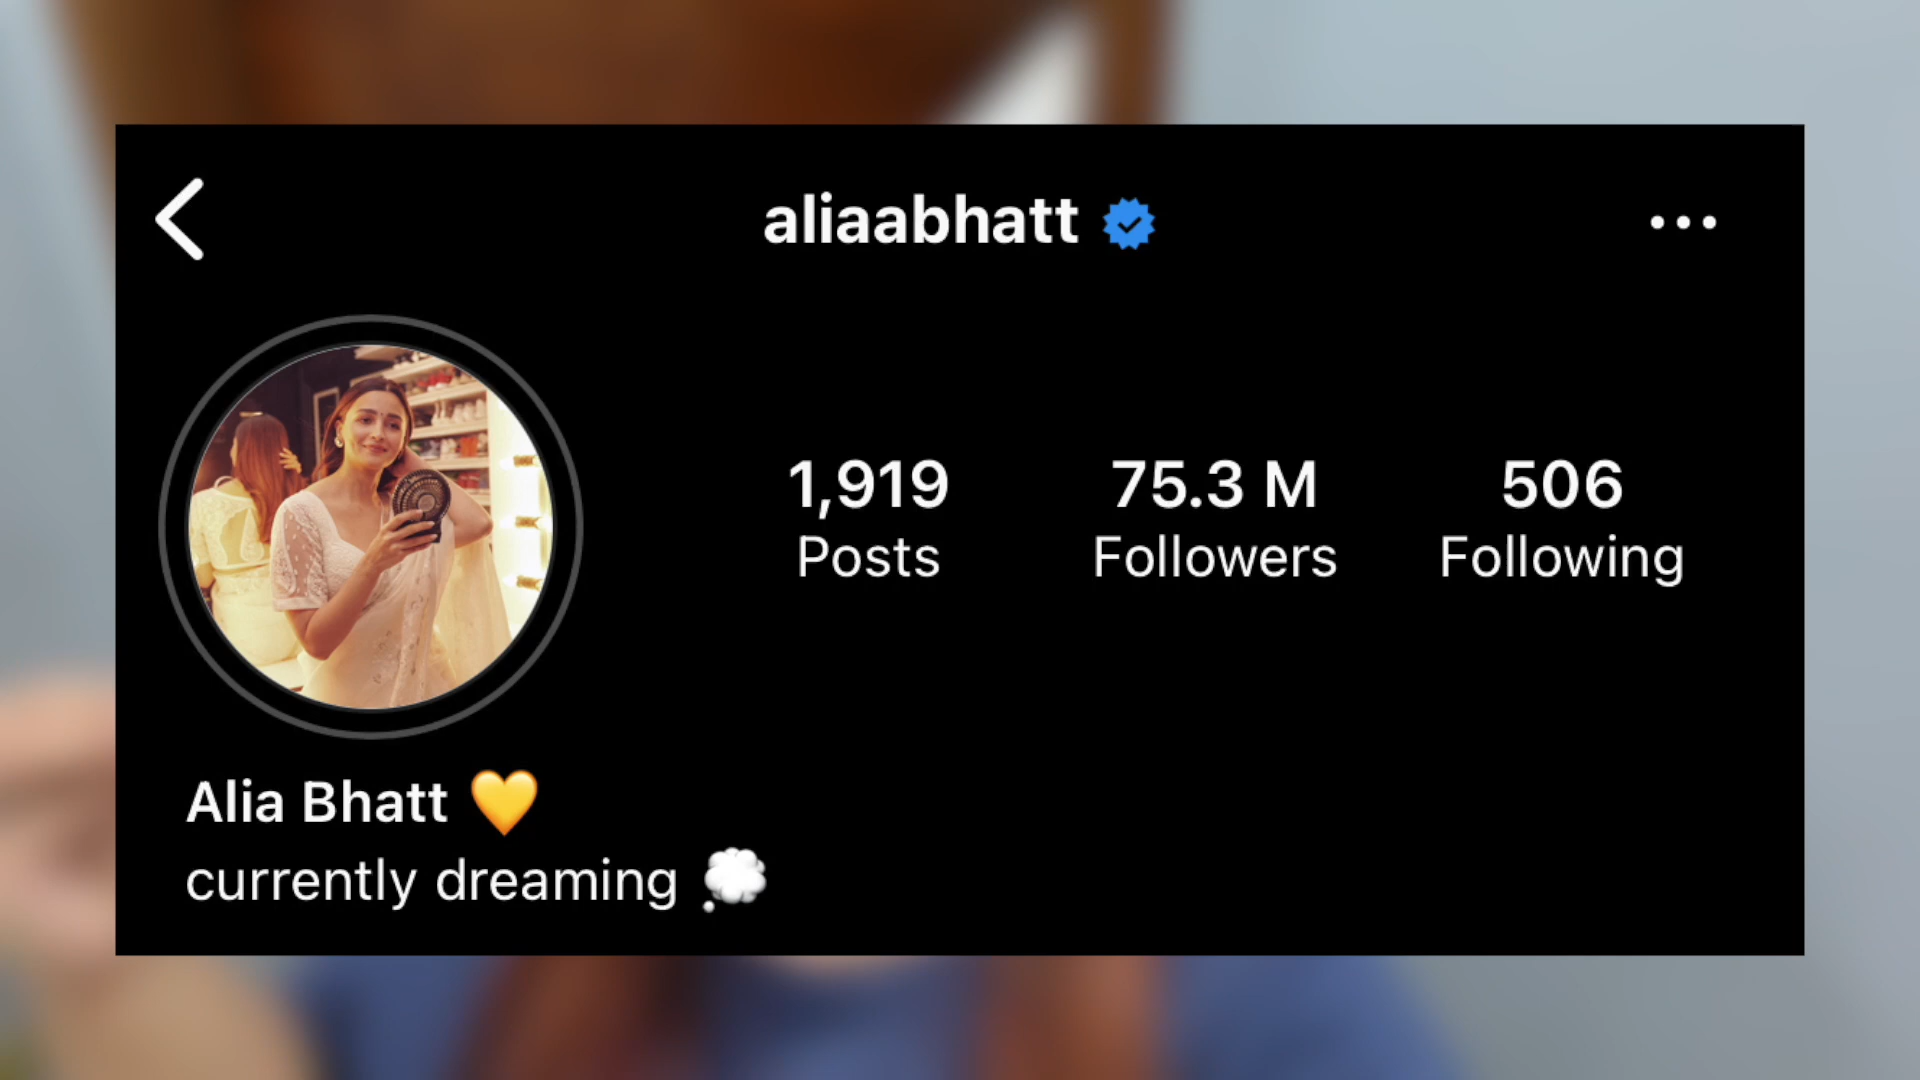 aliaabhatt
1,919 75.3 M 506
Posts Followers Following
Alia Bhatt 💛
currently dreaming 💭